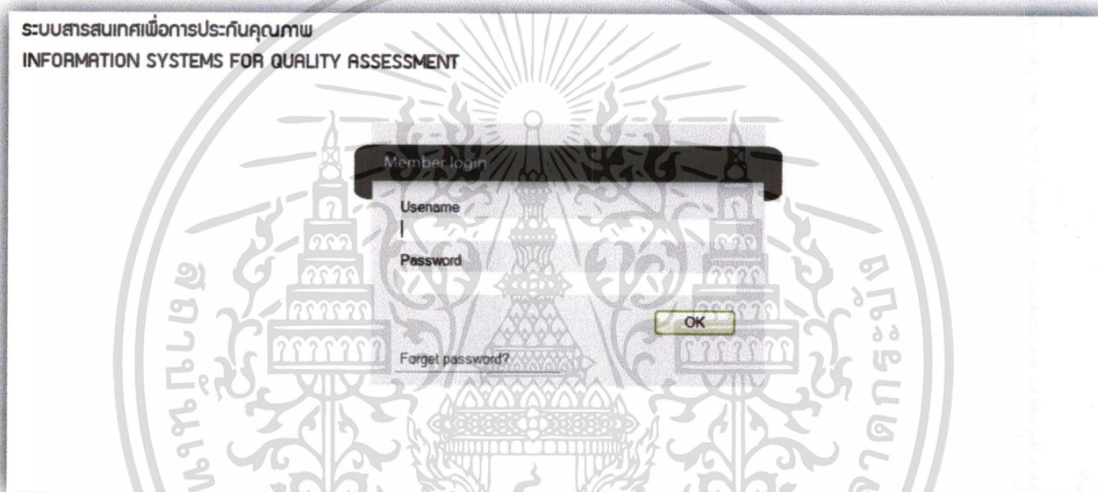 ระบบสารสนเทศเพื่อการประกันคุณภาพ
INFORMATION SYSTEMS FOR QUALITY ASSESSMENT
Member login
Usename
Password
OK
Forget password?